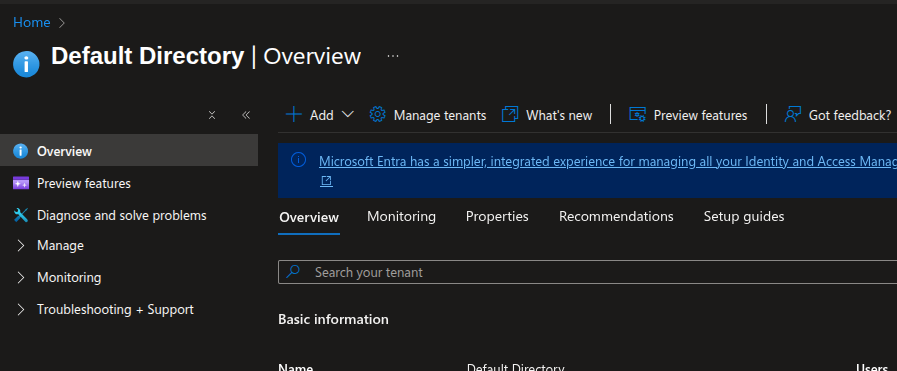 Home
Default Directory | Overview
Add
Manage tenants
What's new
Preview features
Got feedback?
Overview
Preview features
Diagnose and solve problems
Manage
Monitoring
Troubleshooting + Support
Microsoft Entra has a simpler, integrated experience for managing all your Identity and Access Manag
Overview Monitoring Properties Recommendations Setup guides
Search your tenant
Basic information
Name Default Directory Users